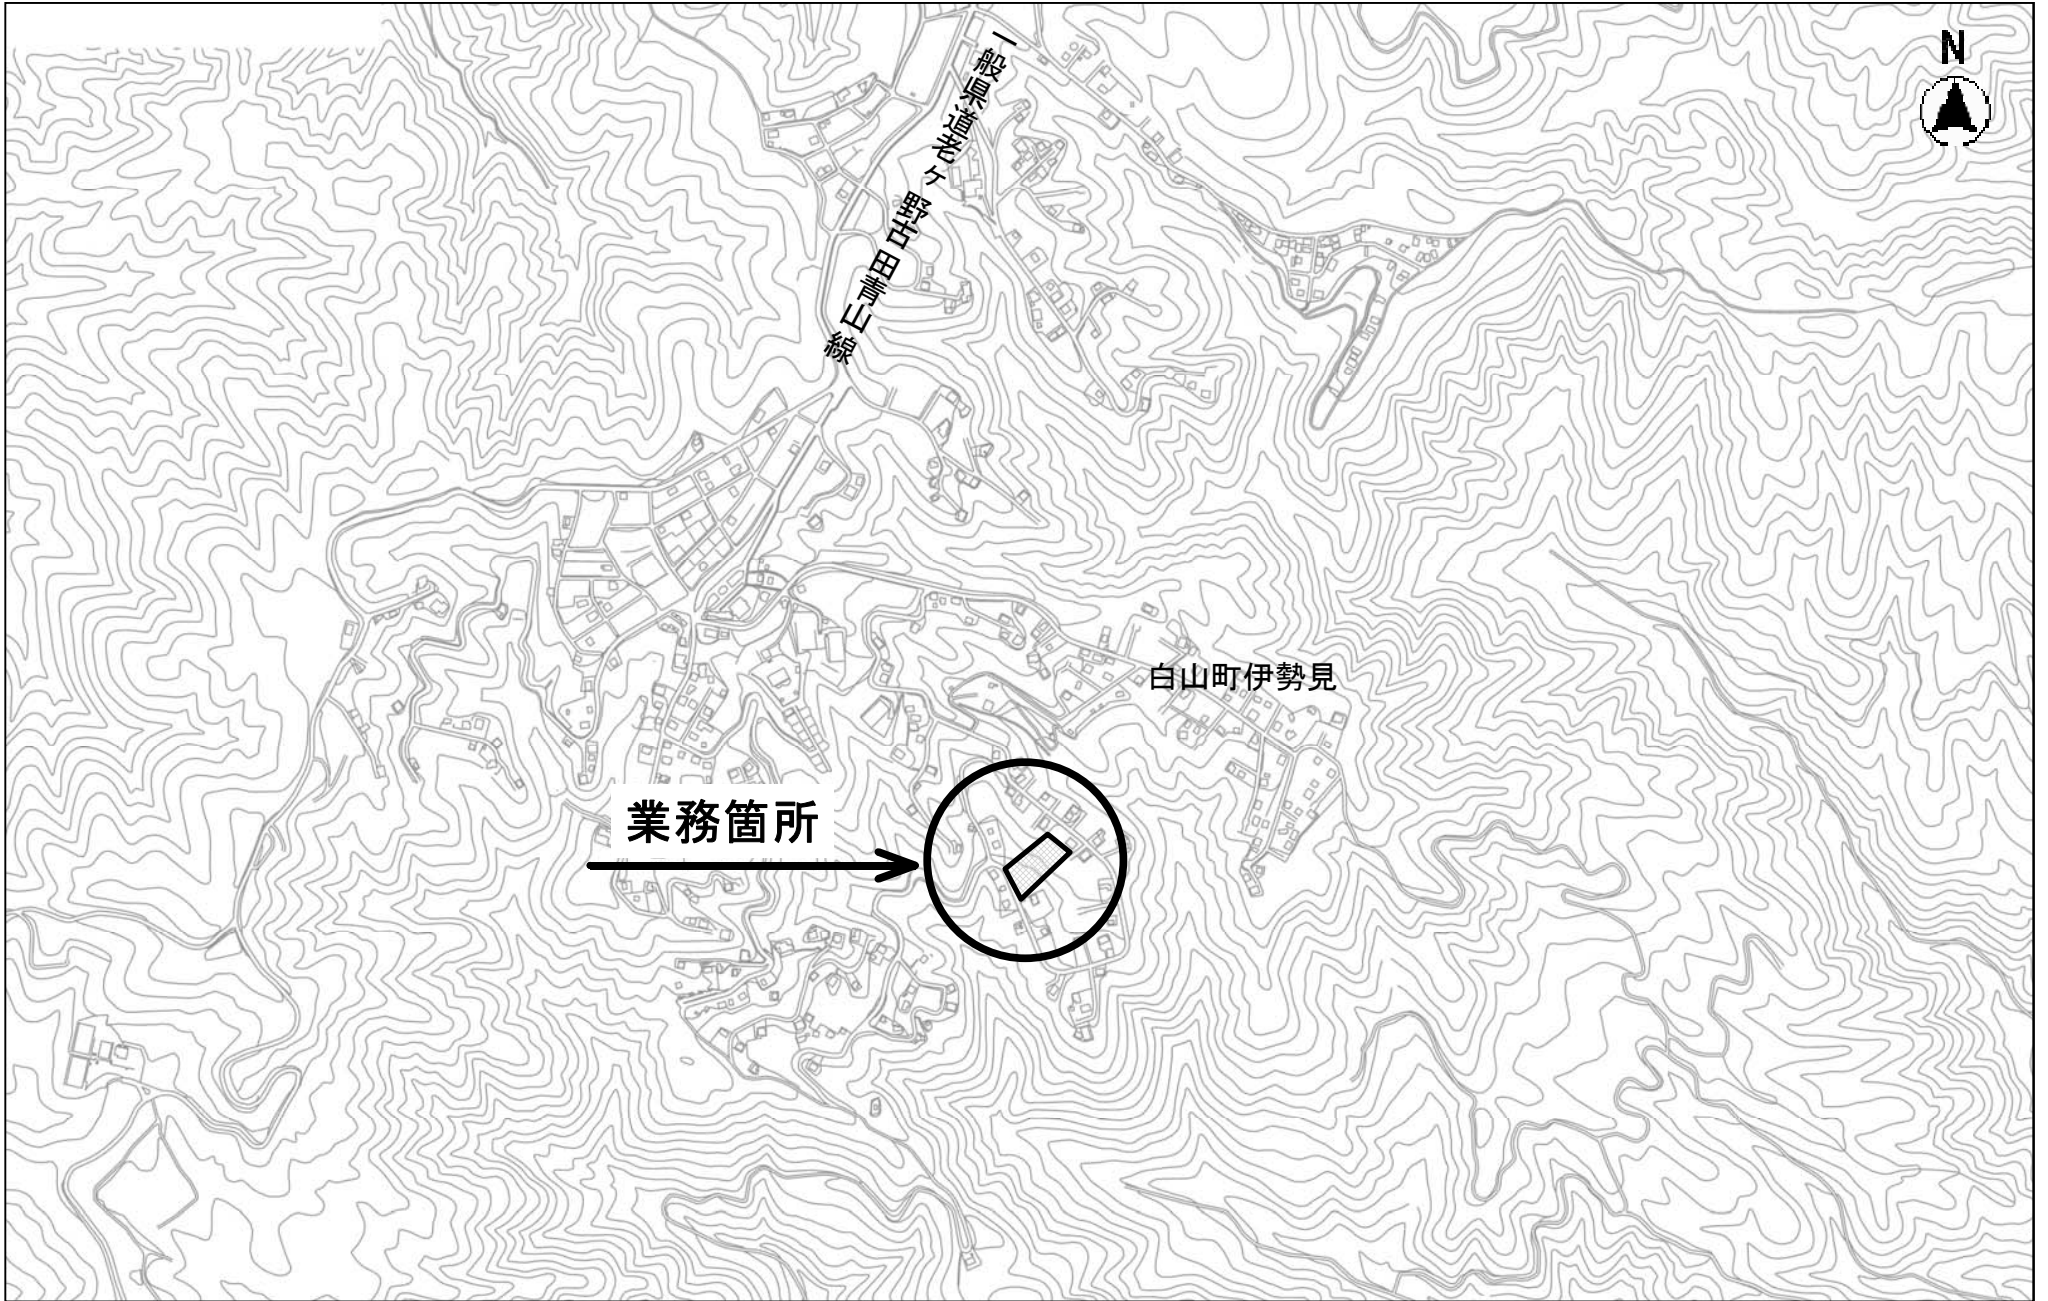 N
一般県道老ヶ野古田青山線
白山町伊勢見
業務箇所